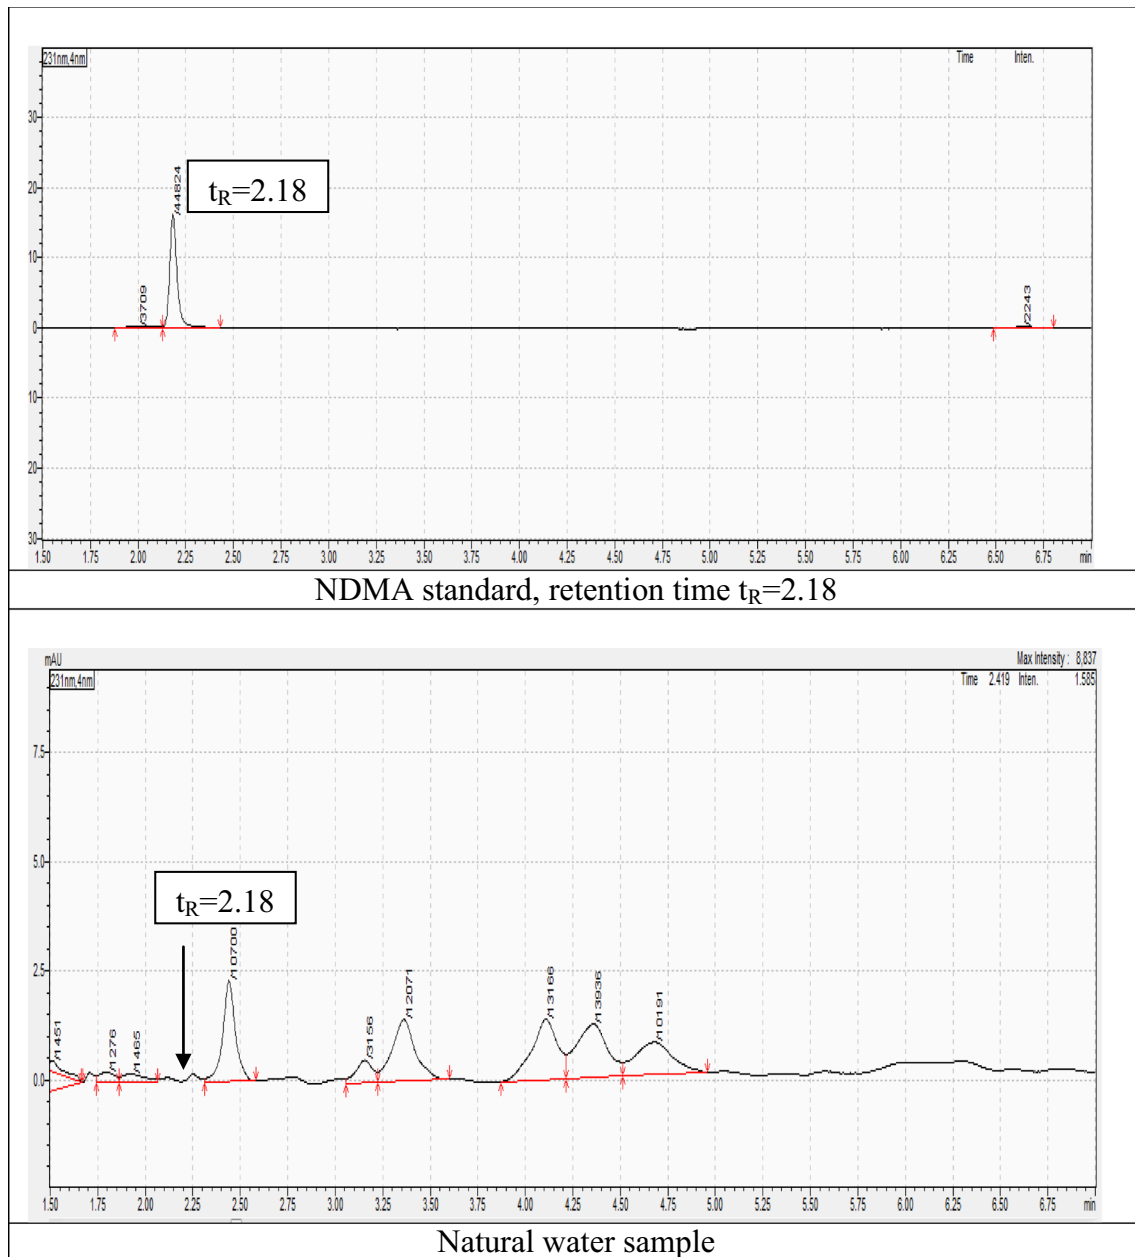 231nm,4nm
Time Inten.
30
20
10
0
10
20
30
/3709
/44824
t_R=2.18
/2243
1.50 1.75 2.00 2.25 2.50 2.75 3.00 3.25 3.50 3.75 4.00 4.25 4.50 4.75 5.00 5.25 5.50 5.75 6.00 6.25 6.50 6.75 min
NDMA standard, retention time t_R=2.18
mAU
Max Intensity : 8,837
231nm,4nm
Time 2.419 Inten. 1.585
7.5
5.0
2.5
0.0
t_R=2.18
/1451
/1276
/1465
/10700
/3156
/12071
/13166
/13936
/10191
1.50 1.75 2.00 2.25 2.50 2.75 3.00 3.25 3.50 3.75 4.00 4.25 4.50 4.75 5.00 5.25 5.50 5.75 6.00 6.25 6.50 6.75 min
Natural water sample